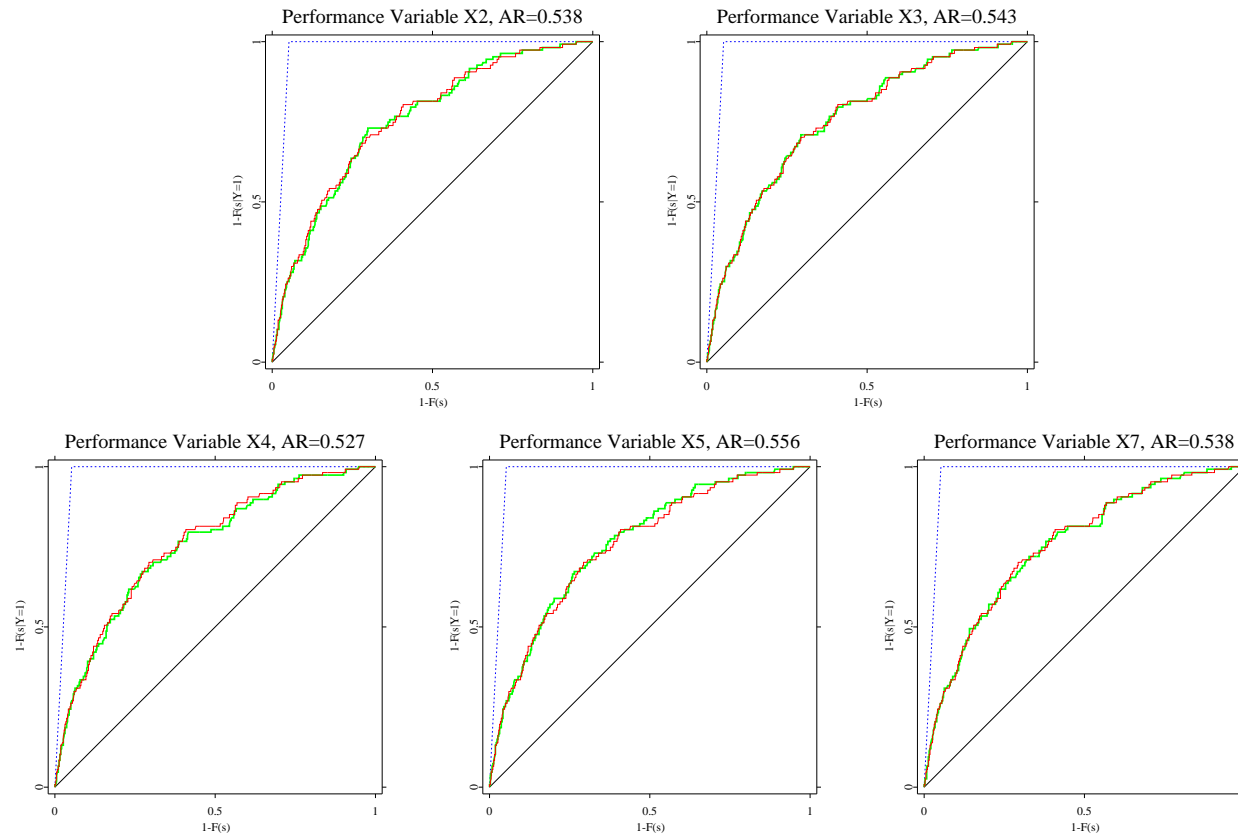 Performance Variable X2, AR=0.538
1
0.5
0
1-F(s|Y=1)
0
0.5
1
1-F(s)
Performance Variable X3, AR=0.543
1
0.5
0
1-F(s|Y=1)
0
0.5
1
1-F(s)
Performance Variable X4, AR=0.527
1
0.5
0
1-F(s|Y=1)
0
0.5
1
1-F(s)
Performance Variable X5, AR=0.556
1
0.5
0
1-F(s|Y=1)
0
0.5
1
1-F(s)
Performance Variable X7, AR=0.538
1
0.5
0
1-F(s|Y=1)
0
0.5
1
1-F(s)